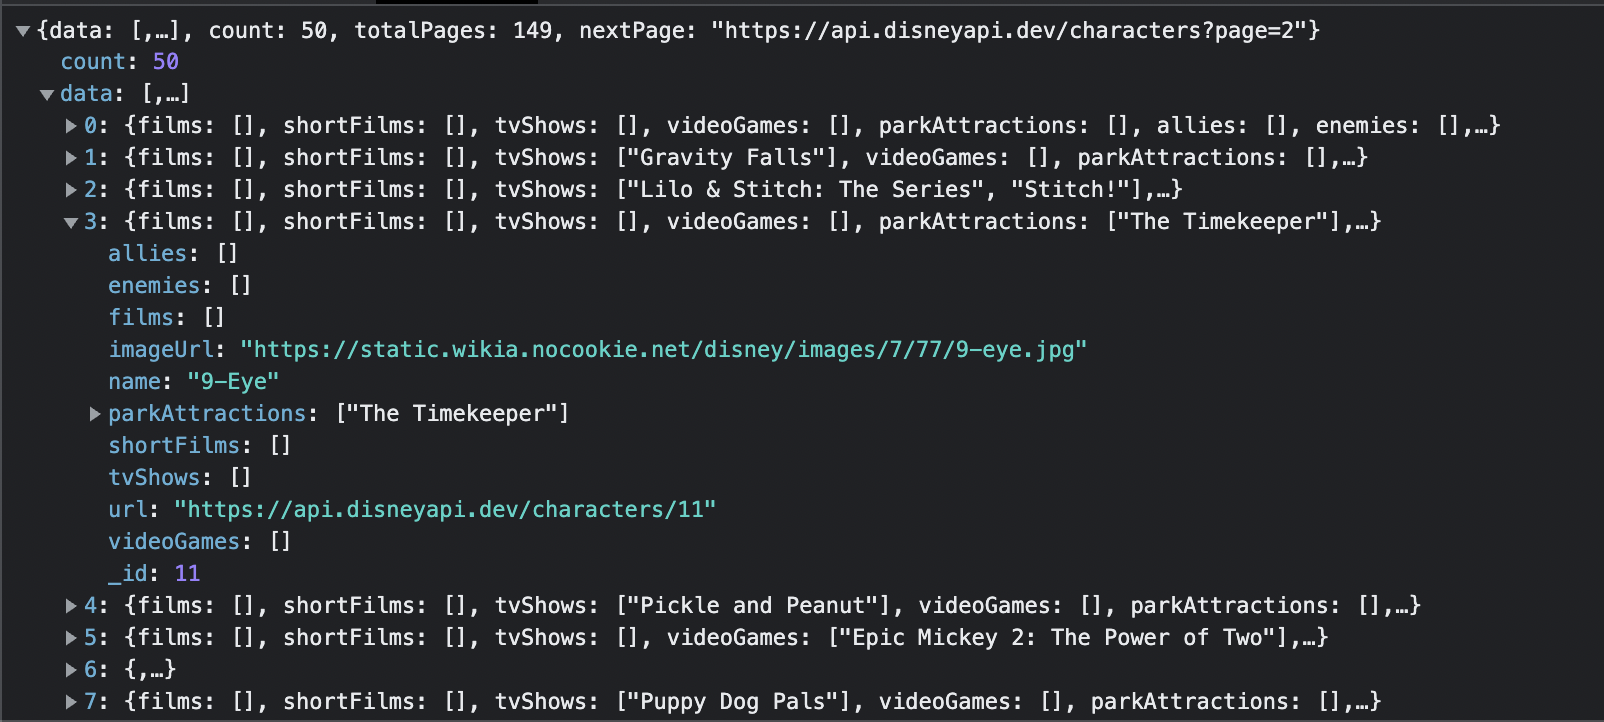 {data: [,…], count: 50, totalPages: 149, nextPage: "https://api.disneyapi.dev/characters?page=2"}
count: 50
data: [,…]
0: {films: [], shortFilms: [], tvShows: [], videoGames: [], parkAttractions: [], allies: [], enemies: [],…}
1: {films: [], shortFilms: [], tvShows: ["Gravity Falls"], videoGames: [], parkAttractions: [],…}
2: {films: [], shortFilms: [], tvShows: ["Lilo & Stitch: The Series", "Stitch!"],…}
3: {films: [], shortFilms: [], tvShows: [], videoGames: [], parkAttractions: ["The Timekeeper"],…}
allies: []
enemies: []
films: []
imageUrl: "https://static.wikia.nocookie.net/disney/images/7/77/9-eye.jpg"
name: "9-Eye"
parkAttractions: ["The Timekeeper"]
shortFilms: []
tvShows: []
url: "https://api.disneyapi.dev/characters/11"
videoGames: []
_id: 11
4: {films: [], shortFilms: [], tvShows: ["Pickle and Peanut"], videoGames: [], parkAttractions: [],…}
5: {films: [], shortFilms: [], tvShows: [], videoGames: ["Epic Mickey 2: The Power of Two"],…}
6: {,…}
7: {films: [], shortFilms: [], tvShows: ["Puppy Dog Pals"], videoGames: [], parkAttractions: [],…}